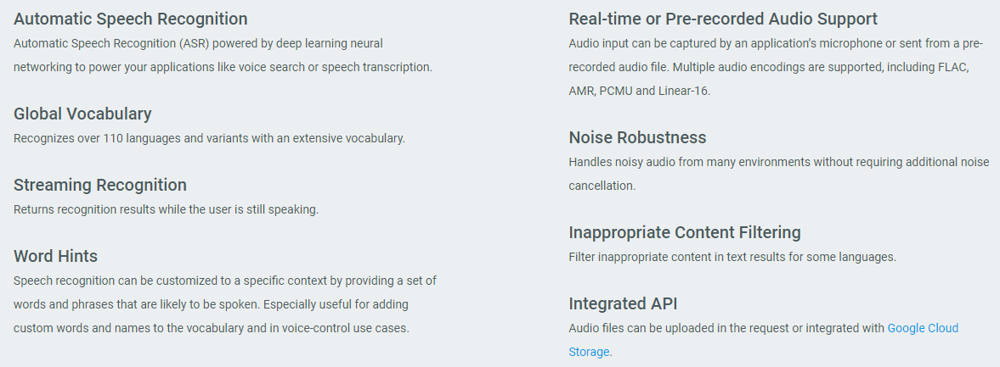 Automatic Speech Recognition
Automatic Speech Recognition (ASR) powered by deep learning neural
networking to power your applications like voice search or speech transcription.
Global Vocabulary
Recognizes over 110 languages and variants with an extensive vocabulary.
Streaming Recognition
Returns recognition results while the user is still speaking.
Word Hints
Speech recognition can be customized to a specific context by providing a set of
words and phrases that are likely to be spoken. Especially useful for adding
custom words and names to the vocabulary and in voice-control use cases.
Real-time or Pre-recorded Audio Support
Audio input can be captured by an application’s microphone or sent from a pre-
recorded audio file. Multiple audio encodings are supported, including FLAC,
AMR, PCMU and Linear-16.
Noise Robustness
Handles noisy audio from many environments without requiring additional noise
cancellation.
Inappropriate Content Filtering
Filter inappropriate content in text results for some languages.
Integrated API
Audio files can be uploaded in the request or integrated with Google Cloud
Storage.